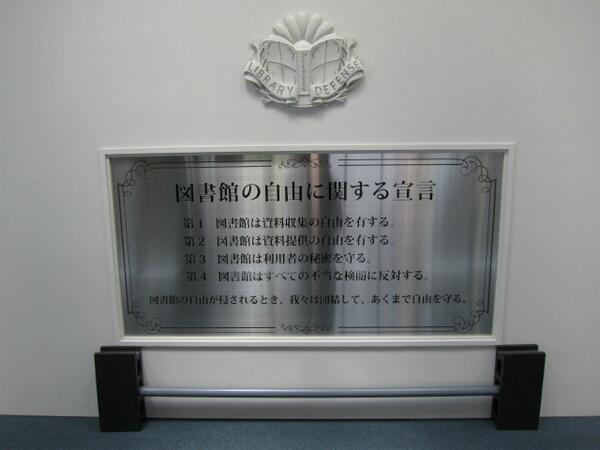 LIBRARY DEFENSE
図書館の自由に関する宣言
第1 図書館は資料収集の自由を有する。
第2 図書館は資料提供の自由を有する。
第3 図書館は利用者の秘密を守る。
第4 図書館はすべての不当な検閲に反対する。
図書館の自由が侵されるとき、我々は団結して、あくまで自由を守る。